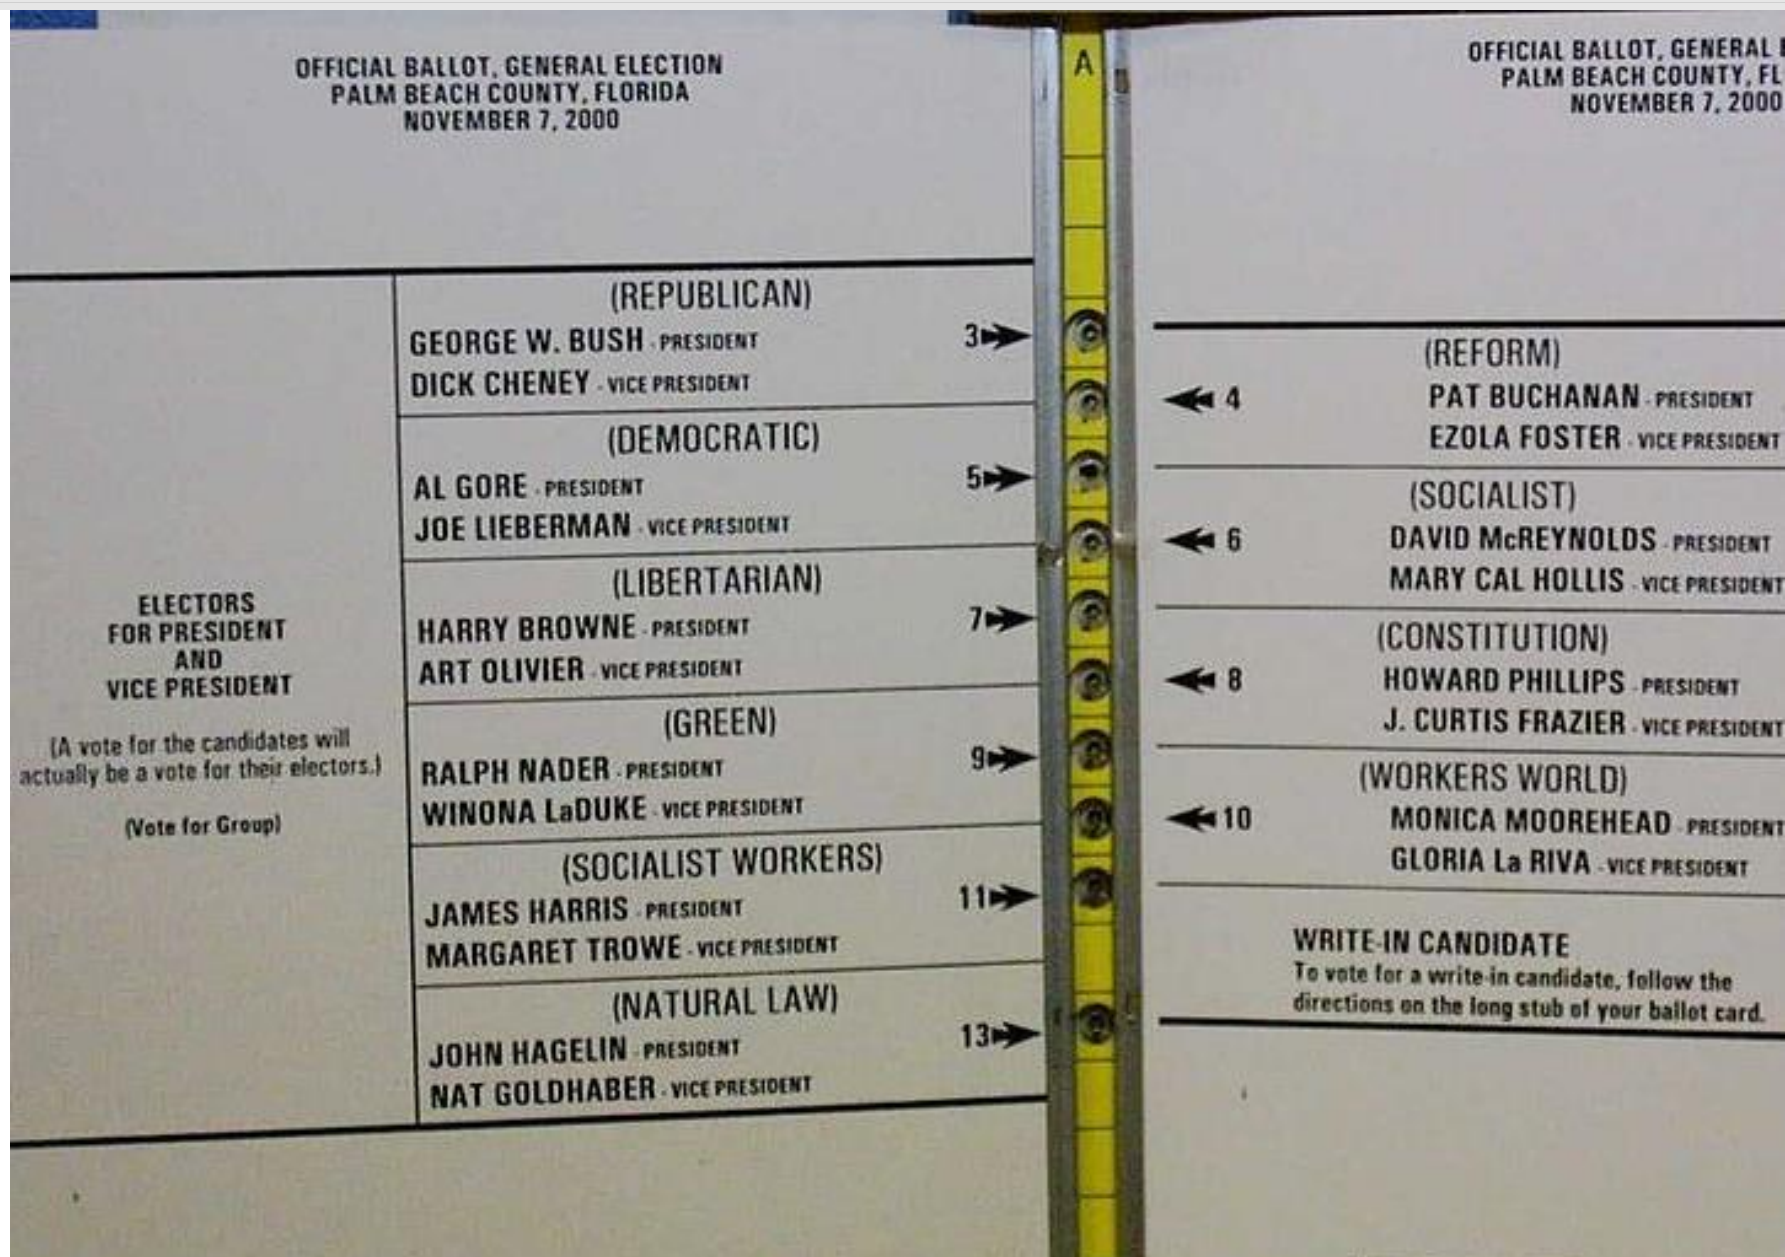 OFFICIAL BALLOT, GENERAL ELECTION
PALM BEACH COUNTY, FLORIDA
NOVEMBER 7, 2000
ELECTORS
FOR PRESIDENT
AND
VICE PRESIDENT
(A vote for the candidates will
actually be a vote for their electors.)
(Vote for Group)
(REPUBLICAN)
GEORGE W. BUSH - PRESIDENT 3
DICK CHENEY - VICE PRESIDENT
(DEMOCRATIC)
AL GORE - PRESIDENT 5
JOE LIEBERMAN - VICE PRESIDENT
(LIBERTARIAN)
HARRY BROWNE - PRESIDENT 7
ART OLIVIER - VICE PRESIDENT
(GREEN)
RALPH NADER - PRESIDENT 9
WINONA LaDUKE - VICE PRESIDENT
(SOCIALIST WORKERS)
JAMES HARRIS - PRESIDENT 11
MARGARET TROWE - VICE PRESIDENT
(NATURAL LAW)
JOHN HAGELIN - PRESIDENT 13
NAT GOLDHABER - VICE PRESIDENT
A
OFFICIAL BALLOT, GENERAL
PALM BEACH COUNTY, FL
NOVEMBER 7, 2000
(REFORM)
4 PAT BUCHANAN - PRESIDENT
EZOLA FOSTER - VICE PRESIDENT
(SOCIALIST)
6 DAVID McREYNOLDS - PRESIDENT
MARY CAL HOLLIS - VICE PRESIDENT
(CONSTITUTION)
8 HOWARD PHILLIPS - PRESIDENT
J. CURTIS FRAZIER - VICE PRESIDENT
(WORKERS WORLD)
10 MONICA MOOREHEAD - PRESIDENT
GLORIA La RIVA - VICE PRESIDENT
WRITE-IN CANDIDATE
To vote for a write-in candidate, follow the
directions on the long stub of your ballot card.